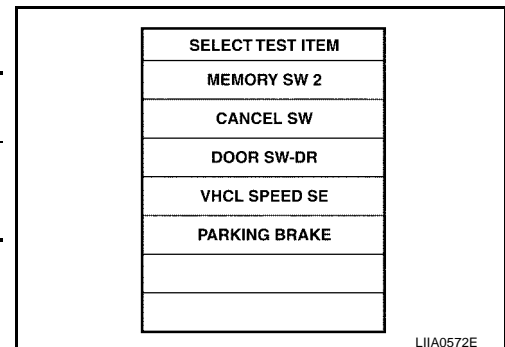 SELECT TEST ITEM
MEMORY SW 2
CANCEL SW
DOOR SW-DR
VHCL SPEED SE
PARKING BRAKE
LIIA0572E